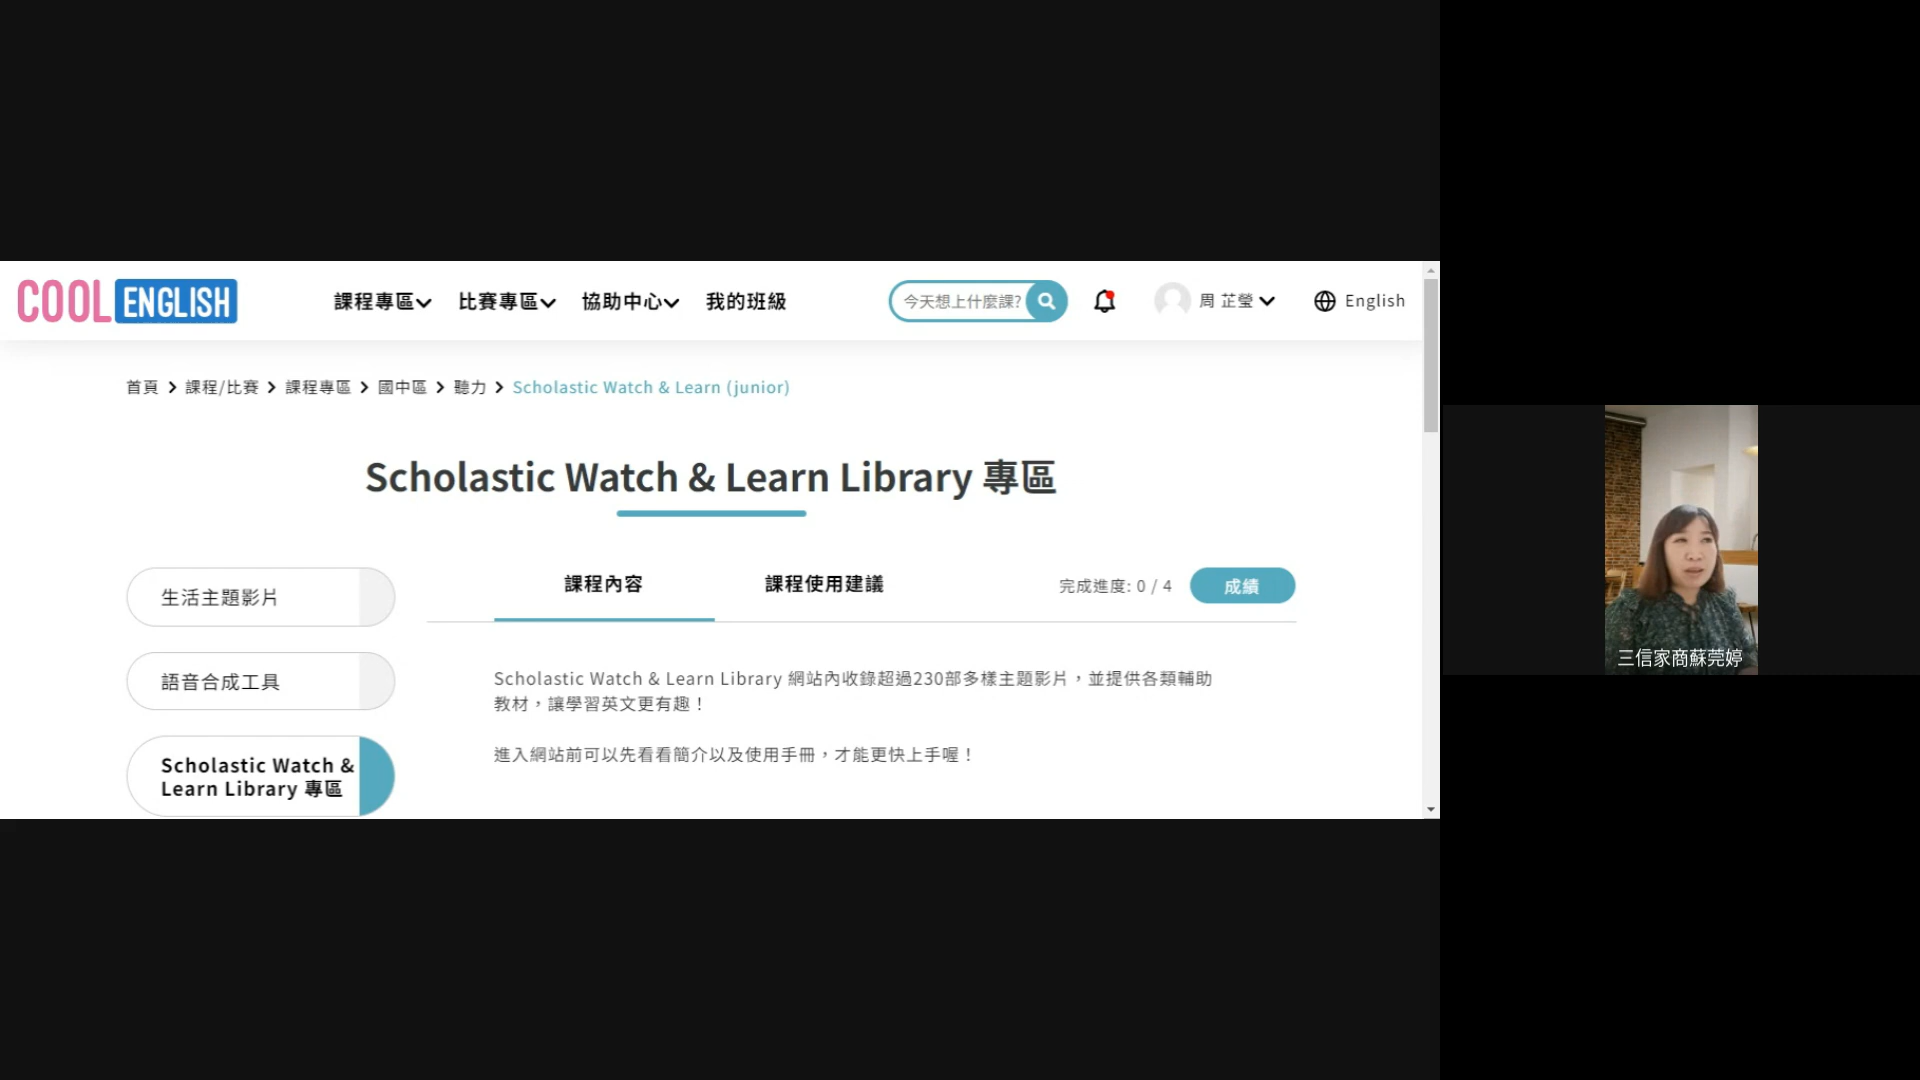 COOL ENGLISH
課程專區
比賽專區
協助中心
我的班級
今天想上什麼課?
周 芷瑩
English
首頁 > 課程/比賽 > 課程專區 > 國中區 > 聽力 > Scholastic Watch & Learn (junior)
Scholastic Watch & Learn Library 專區
生活主題影片
語音合成工具
Scholastic Watch &
Learn Library 專區
課程內容
課程使用建議
完成進度: 0 / 4
成績
Scholastic Watch & Learn Library 網站內收錄超過230部多樣主題影片，並提供各類輔助
教材，讓學習英文更有趣！
進入網站前可以先看看簡介以及使用手冊，才能更快上手喔！
三信家商蘇莞婷